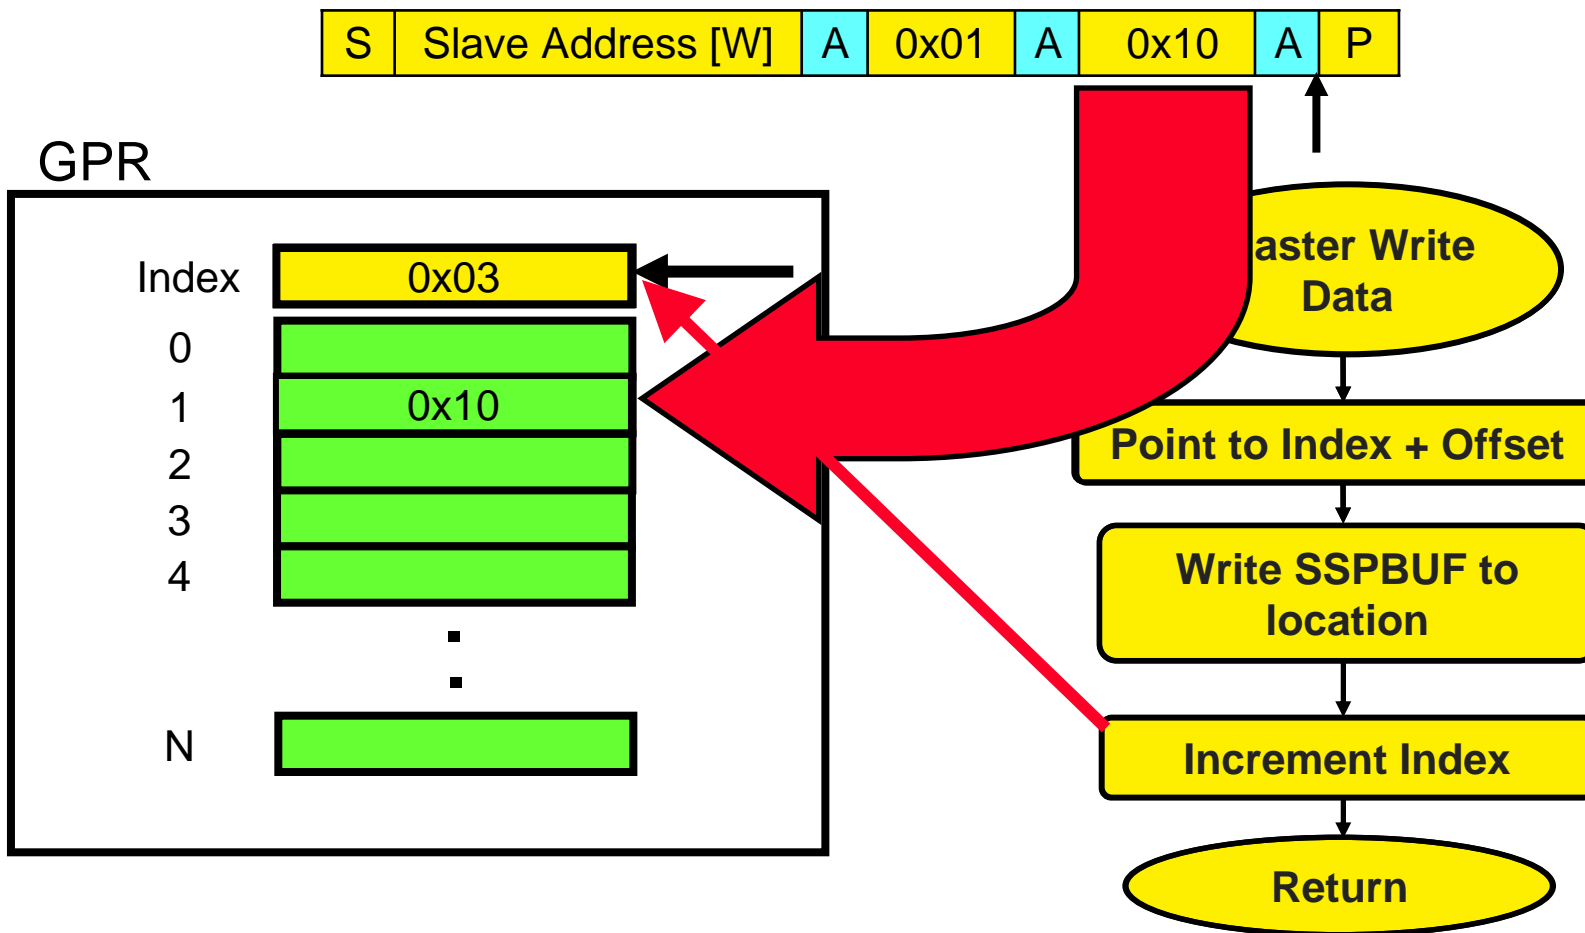 S Slave Address [W] A 0x01 A 0x10 A P
GPR
Index 0x03
0
1 0x10
2
3
4
N
aster Write
Data
Point to Index + Offset
Write SSPBUF to
location
Increment Index
Return